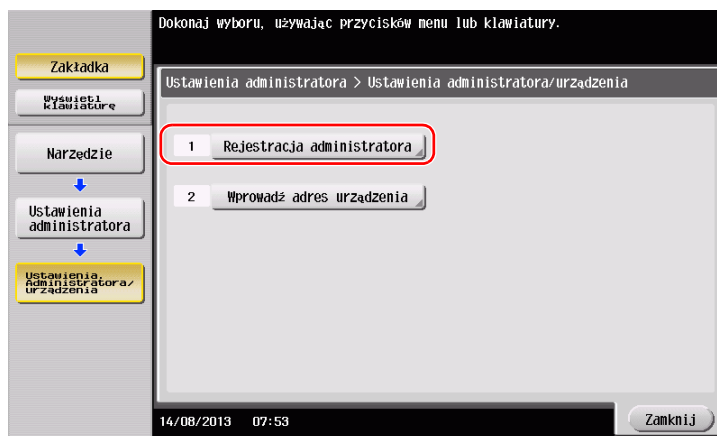 Dokonaj wyboru, używając przycisków menu lub klawiatury.
Zakładka
Wyświetl
klawiaturę
Narzędzie
Ustawienia
administratora
Ustawienia.
Administratora/
urządzenia
Ustawienia administratora > Ustawienia administratora/urządzenia
1 Rejestracja administratora
2 Wprowadź adres urządzenia
14/08/2013 07:53
Zamknij